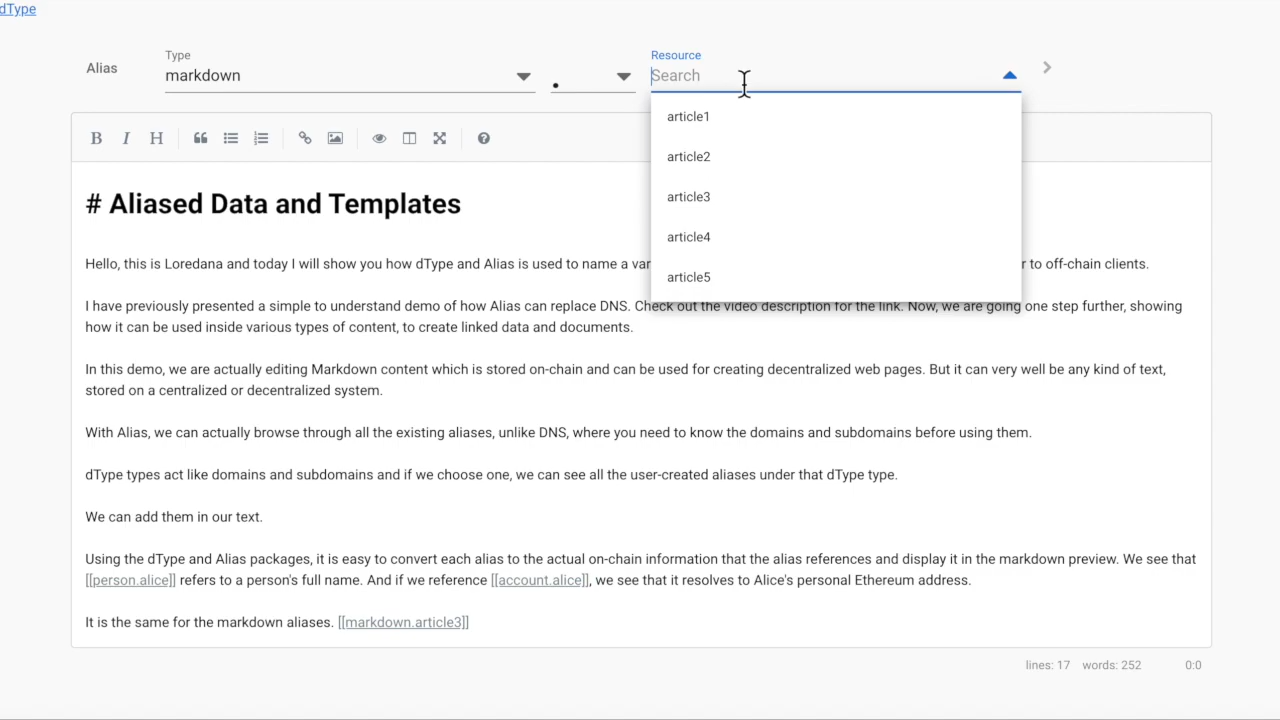 dType
Type
Resource
Alias
markdown
.
Search
article1
article2
article3
article4
article5
B I H
# Aliased Data and Templates
Hello, this is Loredana and today I will show you how dType and Alias is used to name a var r to off-chain clients.
I have previously presented a simple to understand demo of how Alias can replace DNS. Check out the video description for the link. Now, we are going one step further, showing
how it can be used inside various types of content, to create linked data and documents.
In this demo, we are actually editing Markdown content which is stored on-chain and can be used for creating decentralized web pages. But it can very well be any kind of text,
stored on a centralized or decentralized system.
With Alias, we can actually browse through all the existing aliases, unlike DNS, where you need to know the domains and subdomains before using them.
dType types act like domains and subdomains and if we choose one, we can see all the user-created aliases under that dType type.
We can add them in our text.
Using the dType and Alias packages, it is easy to convert each alias to the actual on-chain information that the alias references and display it in the markdown preview. We see that
[[person.alice]] refers to a person's full name. And if we reference [[account.alice]], we see that it resolves to Alice's personal Ethereum address.
It is the same for the markdown aliases. [[markdown.article3]]
lines: 17 words: 252 0:0